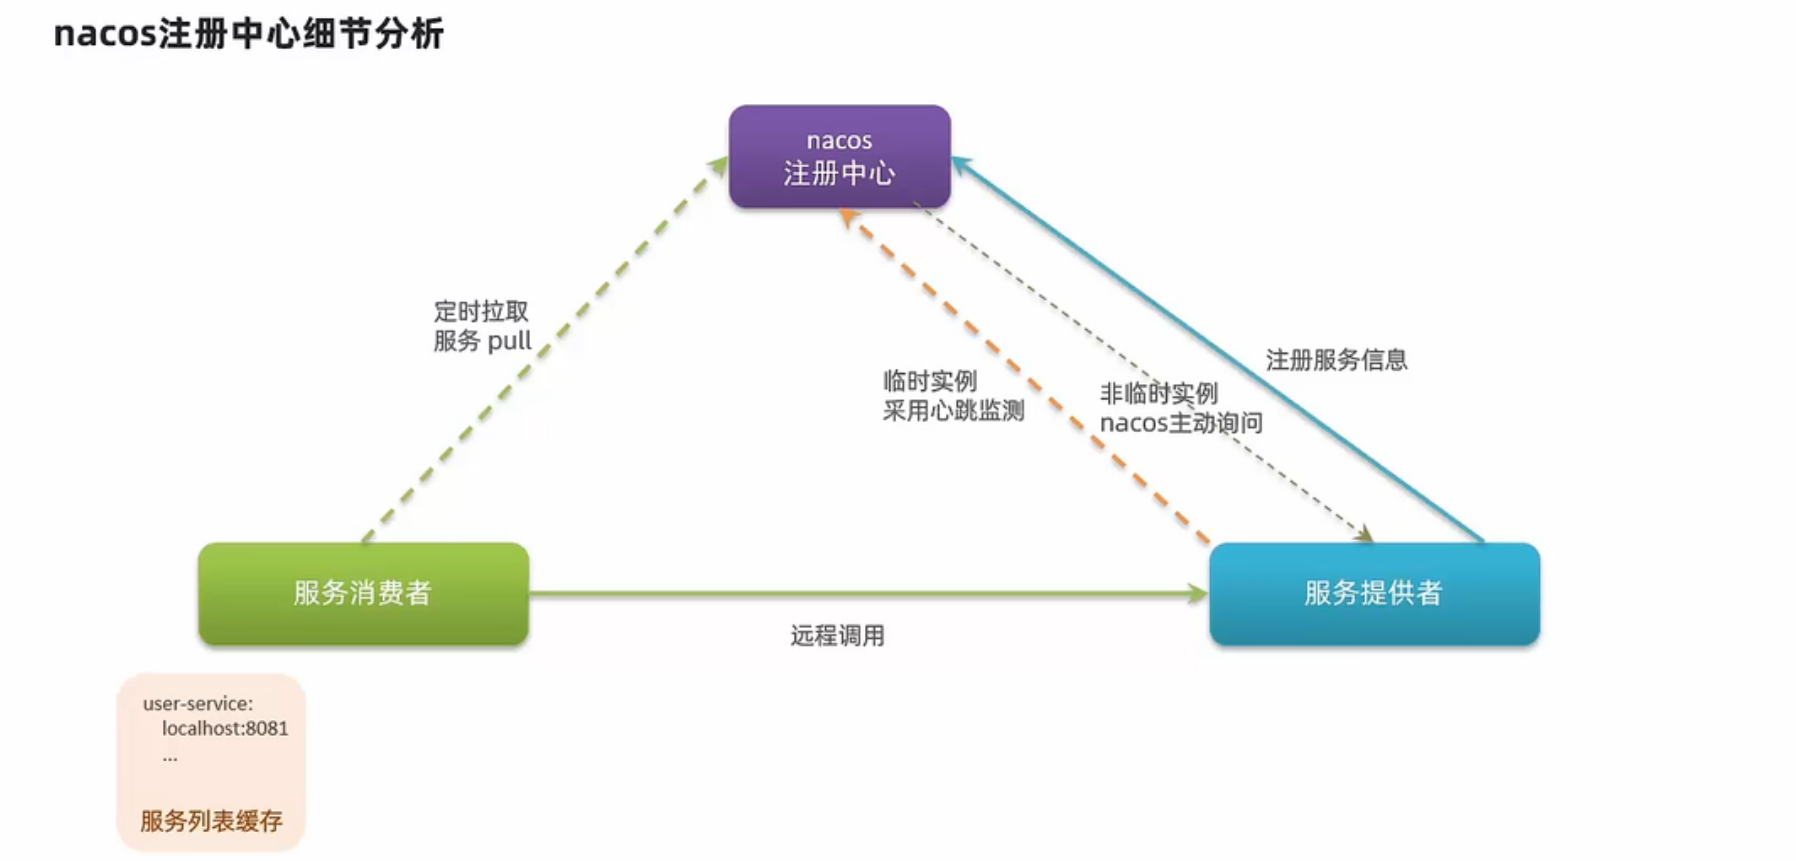 nacos注册中心细节分析
nacos
注册中心
定时拉取
服务 pull
临时实例
采用心跳监测
非临时实例
nacos主动询问
注册服务信息
服务消费者
远程调用
服务提供者
user-service:
localhost:8081
...
服务列表缓存